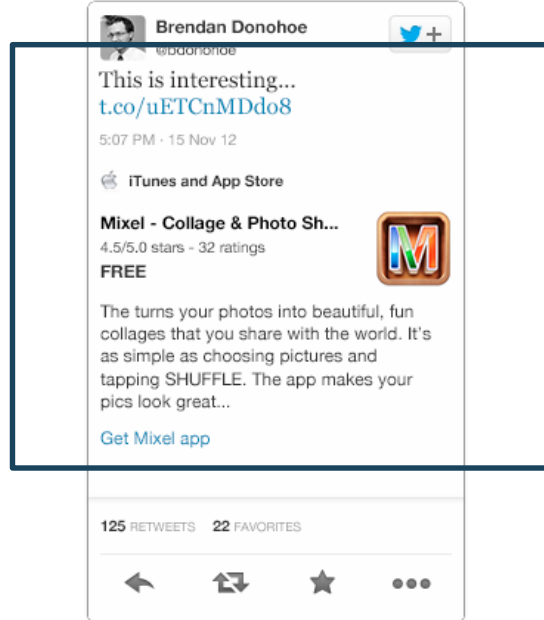 Brendan Donohoe
@bdonohoe
This is interesting...
t.co/uETCnMDdo8
5:07 PM · 15 Nov 12
iTunes and App Store
Mixel - Collage & Photo Sh...
4.5/5.0 stars - 32 ratings
FREE
M
The turns your photos into beautiful, fun
collages that you share with the world. It's
as simple as choosing pictures and
tapping SHUFFLE. The app makes your
pics look great...
Get Mixel app
125 RETWEETS 22 FAVORITES